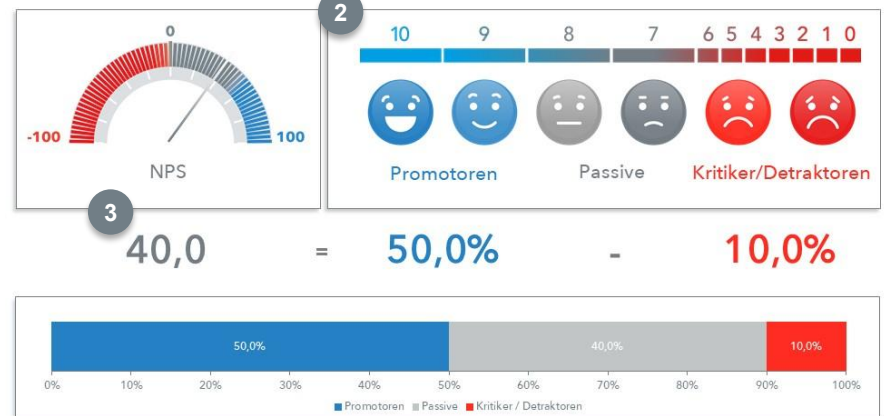 2
0
-100
100
NPS
10 9 8 7 6 5 4 3 2 1 0
Promotoren Passive Kritiker/Detraktoren
3
40,0 = 50,0% - 10,0%
50,0% 40,0% 10,0%
0% 10% 20% 30% 40% 50% 60% 70% 80% 90% 100%
Promotoren Passive Kritiker / Detraktoren